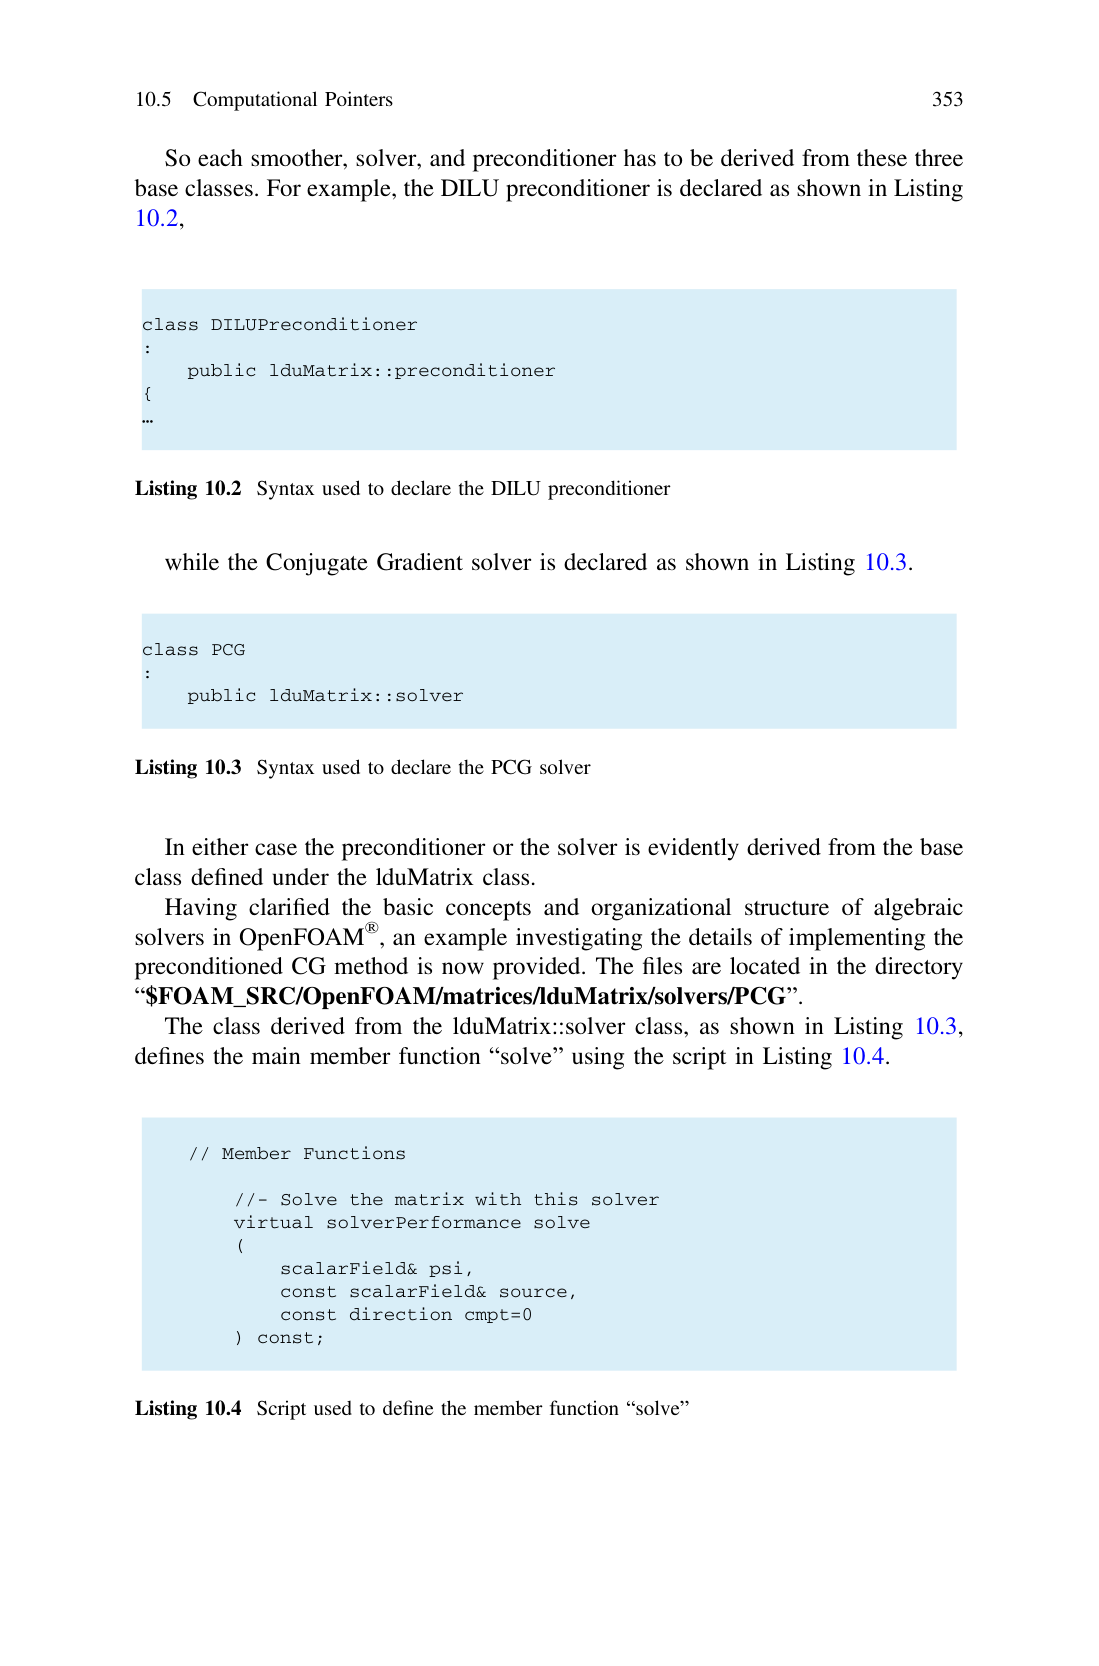 10.5 Computational Pointers 353
So each smoother, solver, and preconditioner has to be derived from these three
base classes. For example, the DILU preconditioner is declared as shown in Listing
10.2,
class DILUPreconditioner
:
    public lduMatrix::preconditioner
{
…
Listing 10.2 Syntax used to declare the DILU preconditioner
while the Conjugate Gradient solver is declared as shown in Listing 10.3.
class PCG
:
    public lduMatrix::solver
Listing 10.3 Syntax used to declare the PCG solver
In either case the preconditioner or the solver is evidently derived from the base
class defined under the lduMatrix class.
Having clarified the basic concepts and organizational structure of algebraic
solvers in OpenFOAM®, an example investigating the details of implementing the
preconditioned CG method is now provided. The files are located in the directory
“$FOAM_SRC/OpenFOAM/matrices/lduMatrix/solvers/PCG”.
The class derived from the lduMatrix::solver class, as shown in Listing 10.3,
defines the main member function “solve” using the script in Listing 10.4.
    // Member Functions
        //- Solve the matrix with this solver
        virtual solverPerformance solve
        (
            scalarField& psi,
            const scalarField& source,
            const direction cmpt=0
        ) const;
Listing 10.4 Script used to define the member function “solve”